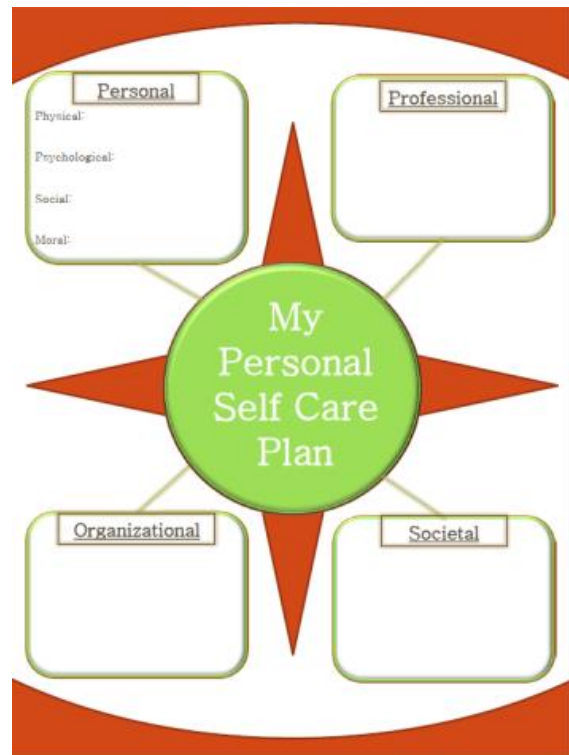 Personal
Physical:
Psychological:
Social:
Moral:
Professional
My
Personal
Self Care
Plan
Organizational
Societal